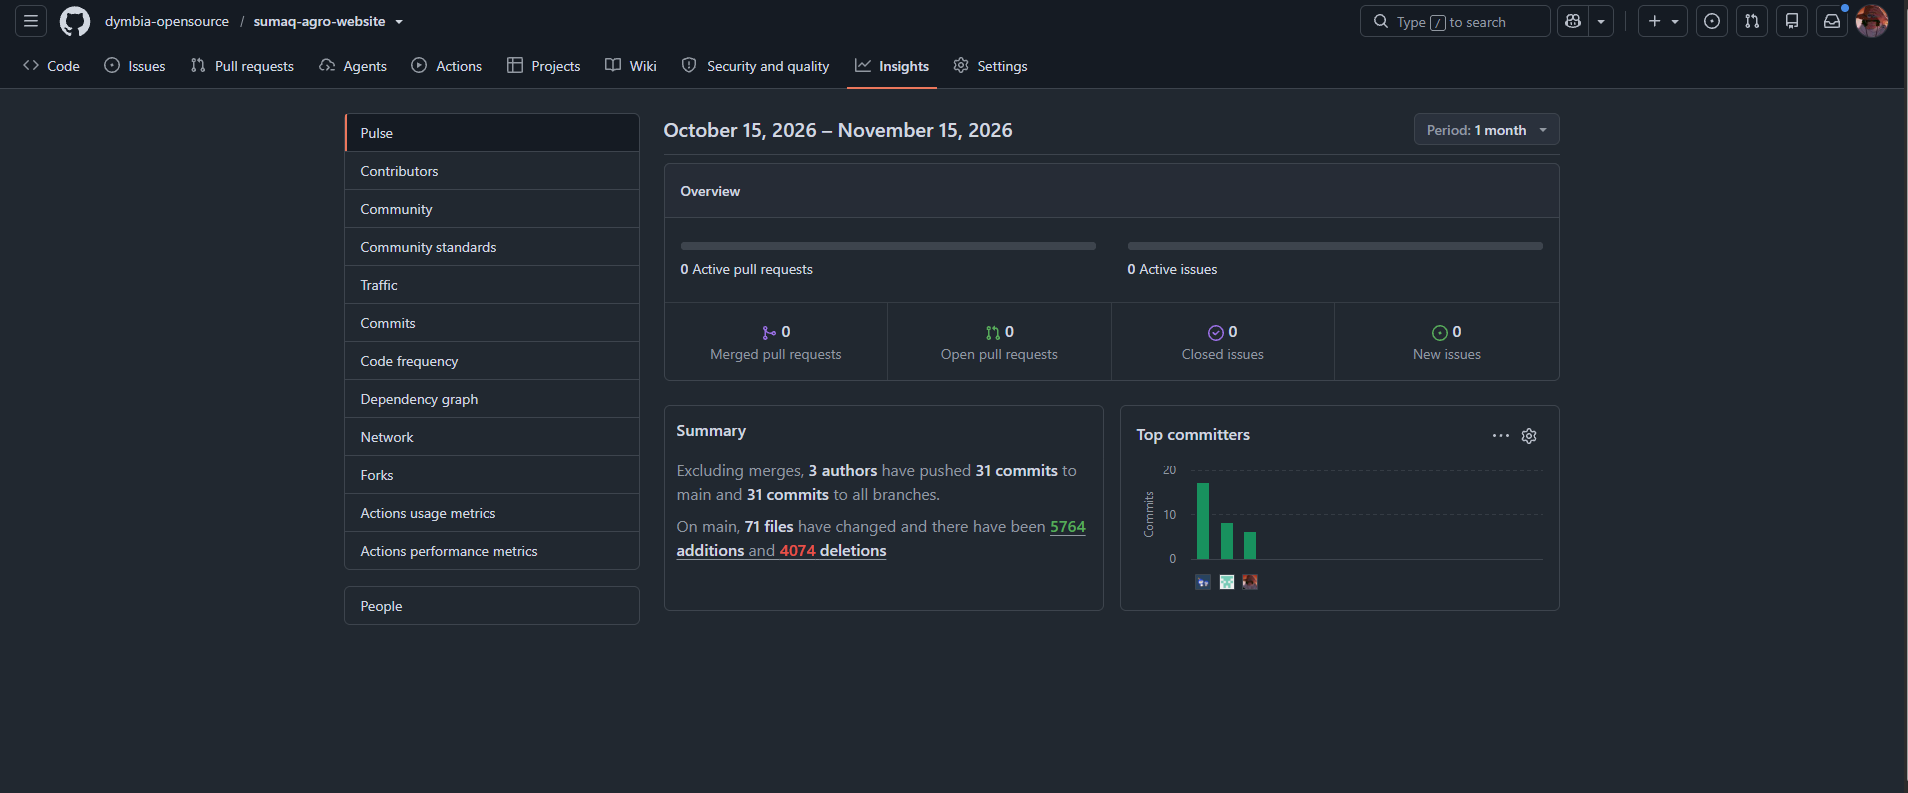 dymbia-opensource / sumaq-agro-website
Type / to search
Code Issues Pull requests Agents Actions Projects Wiki Security and quality Insights Settings
Pulse
Contributors
Community
Community standards
Traffic
Commits
Code frequency
Dependency graph
Network
Forks
Actions usage metrics
Actions performance metrics
People
October 15, 2026 – November 15, 2026
Period: 1 month
Overview
0 Active pull requests
0 Active issues
0
Merged pull requests
0
Open pull requests
0
Closed issues
0
New issues
Summary
Excluding merges, 3 authors have pushed 31 commits to
main and 31 commits to all branches.
On main, 71 files have changed and there have been 5764
additions and 4074 deletions
Top committers
20
10
0
Commits